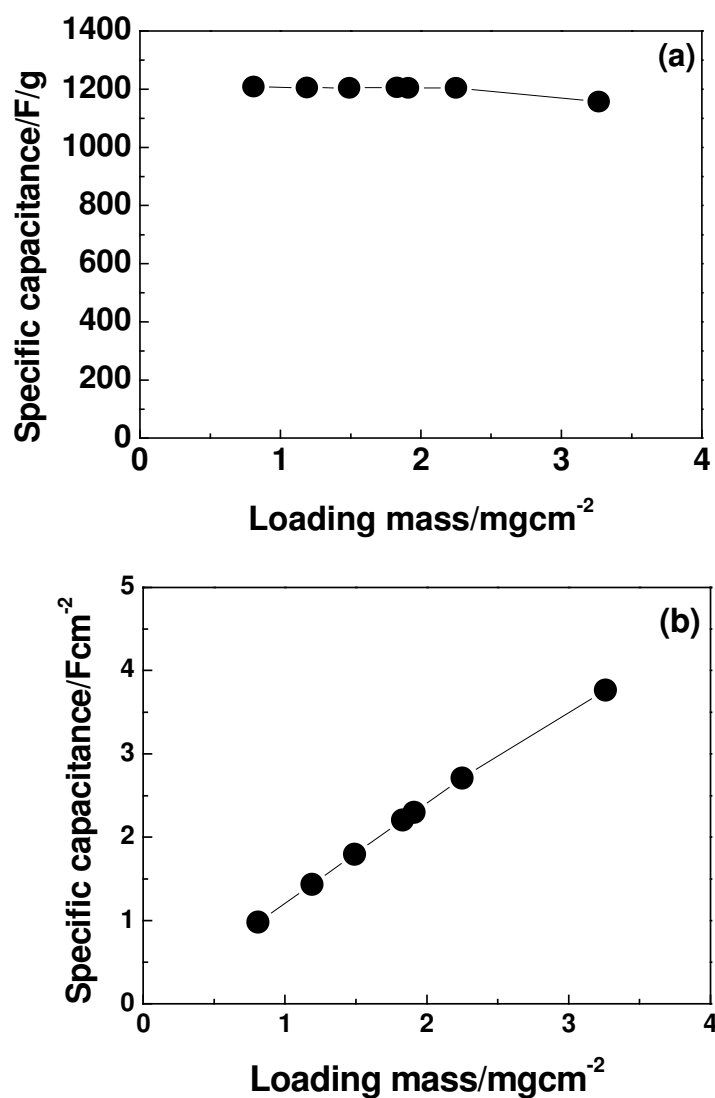 (a)
Specific capacitance/F/g
1400
1200
1000
800
600
400
200
0
0 1 2 3 4
Loading mass/mgcm-2
(b)
Specific capacitance/Fcm-2
5
4
3
2
1
0
0 1 2 3 4
Loading mass/mgcm-2